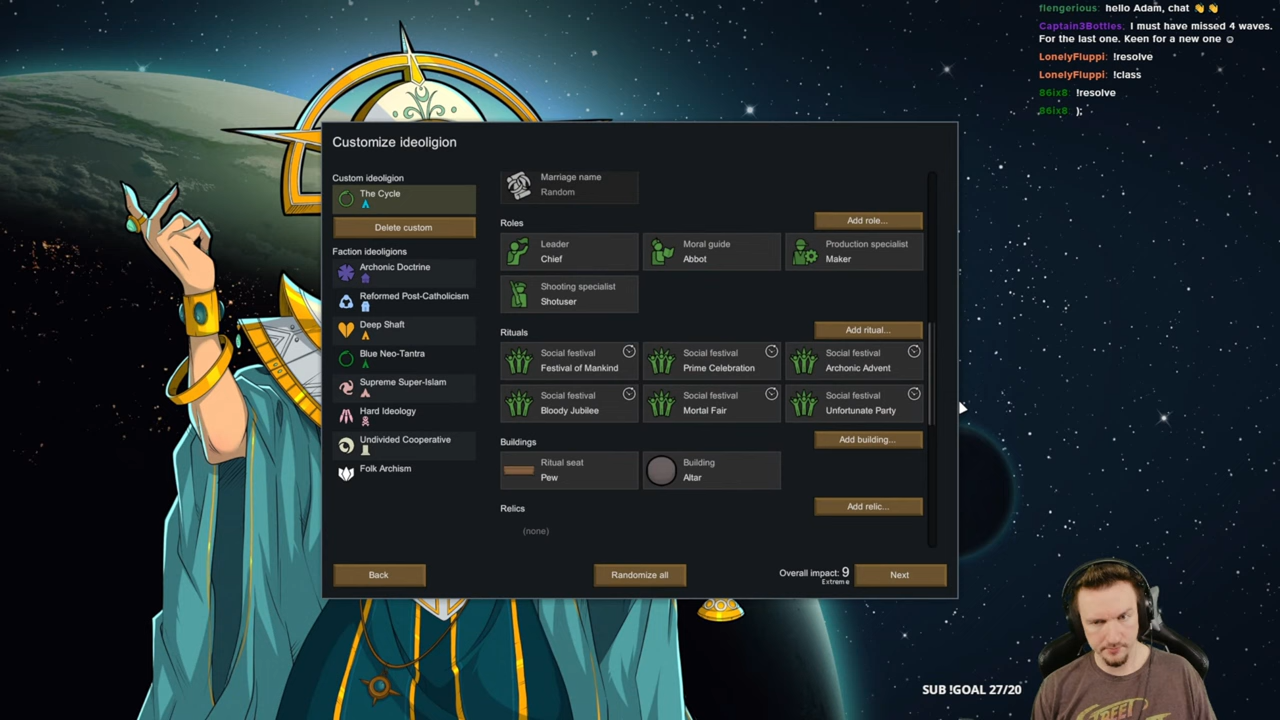 flengerious: hello Adam, chat 👋 👋
Captain3Bottles: I must have missed 4 waves.
For the last one. Keen for a new one ☺
LonelyFluppi: !resolve
LonelyFluppi: !class
86ix8: !resolve
86ix8: );
Customize ideoligion
Custom ideoligion
The Cycle
Delete custom
Faction ideoligions
Archonic Doctrine
Reformed Post-Catholicism
Deep Shaft
Blue Neo-Tantra
Supreme Super-Islam
Hard Ideology
Undivided Cooperative
Folk Archism
Marriage name
Random
Roles
Add role...
Leader
Chief
Moral guide
Abbot
Production specialist
Maker
Shooting specialist
Shotuser
Rituals
Add ritual...
Social festival
Festival of Mankind
Social festival
Prime Celebration
Social festival
Archonic Advent
Social festival
Bloody Jubilee
Social festival
Mortal Fair
Social festival
Unfortunate Party
Buildings
Add building...
Ritual seat
Pew
Building
Altar
Relics
Add relic...
(none)
Back
Randomize all
Overall impact: 9
Extreme
Next
SUB !GOAL 27/20